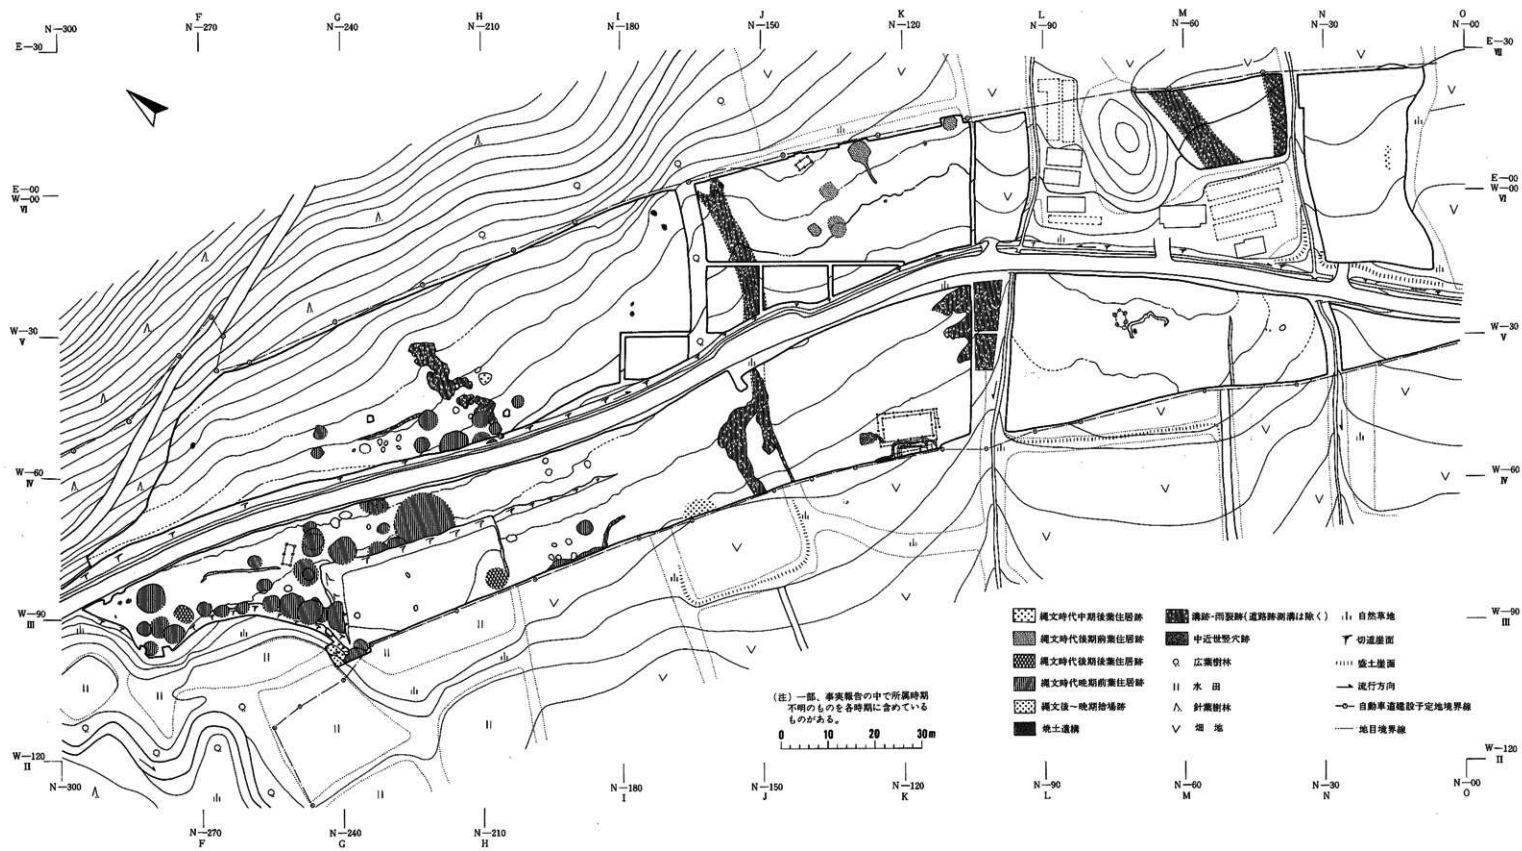 F
N—300
N—270
G
N—240
H
N—210
I
N—180
J
N—150
K
N—120
L
N—90
M
N—60
N
N—30
O
N—00
E—30
E—30
Ⅶ
E—00
W—00
Ⅵ
E—00
W—00
Ⅵ
W—30
Ⅴ
W—30
Ⅴ
W—60
Ⅳ
W—60
Ⅳ
W—90
Ⅲ
W—90
Ⅲ
W—120
Ⅱ
W—120
Ⅱ
縄文時代中期後葉住居跡
縄文時代後期前葉住居跡
縄文時代後期後葉住居跡
縄文時代晩期前葉住居跡
縄文後～晩期捨場跡
焼土遺構
溝跡・雨裂跡(道路跡測溝は除く)
中近世竪穴跡
広葉樹林
水田
針葉樹林
畑地
自然草地
切道崖面
盛土崖面
流行方向
自動車道建設予定地境界線
地目境界線
(注) 一部、事実報告の中で所属時期
不明のものを各時期に含めている
ものがある。
0 10 20 30m
N—300
N—270
F
N—240
G
N—210
H
N—180
I
N—150
J
N—120
K
N—90
L
N—60
M
N—30
N
N—00
O